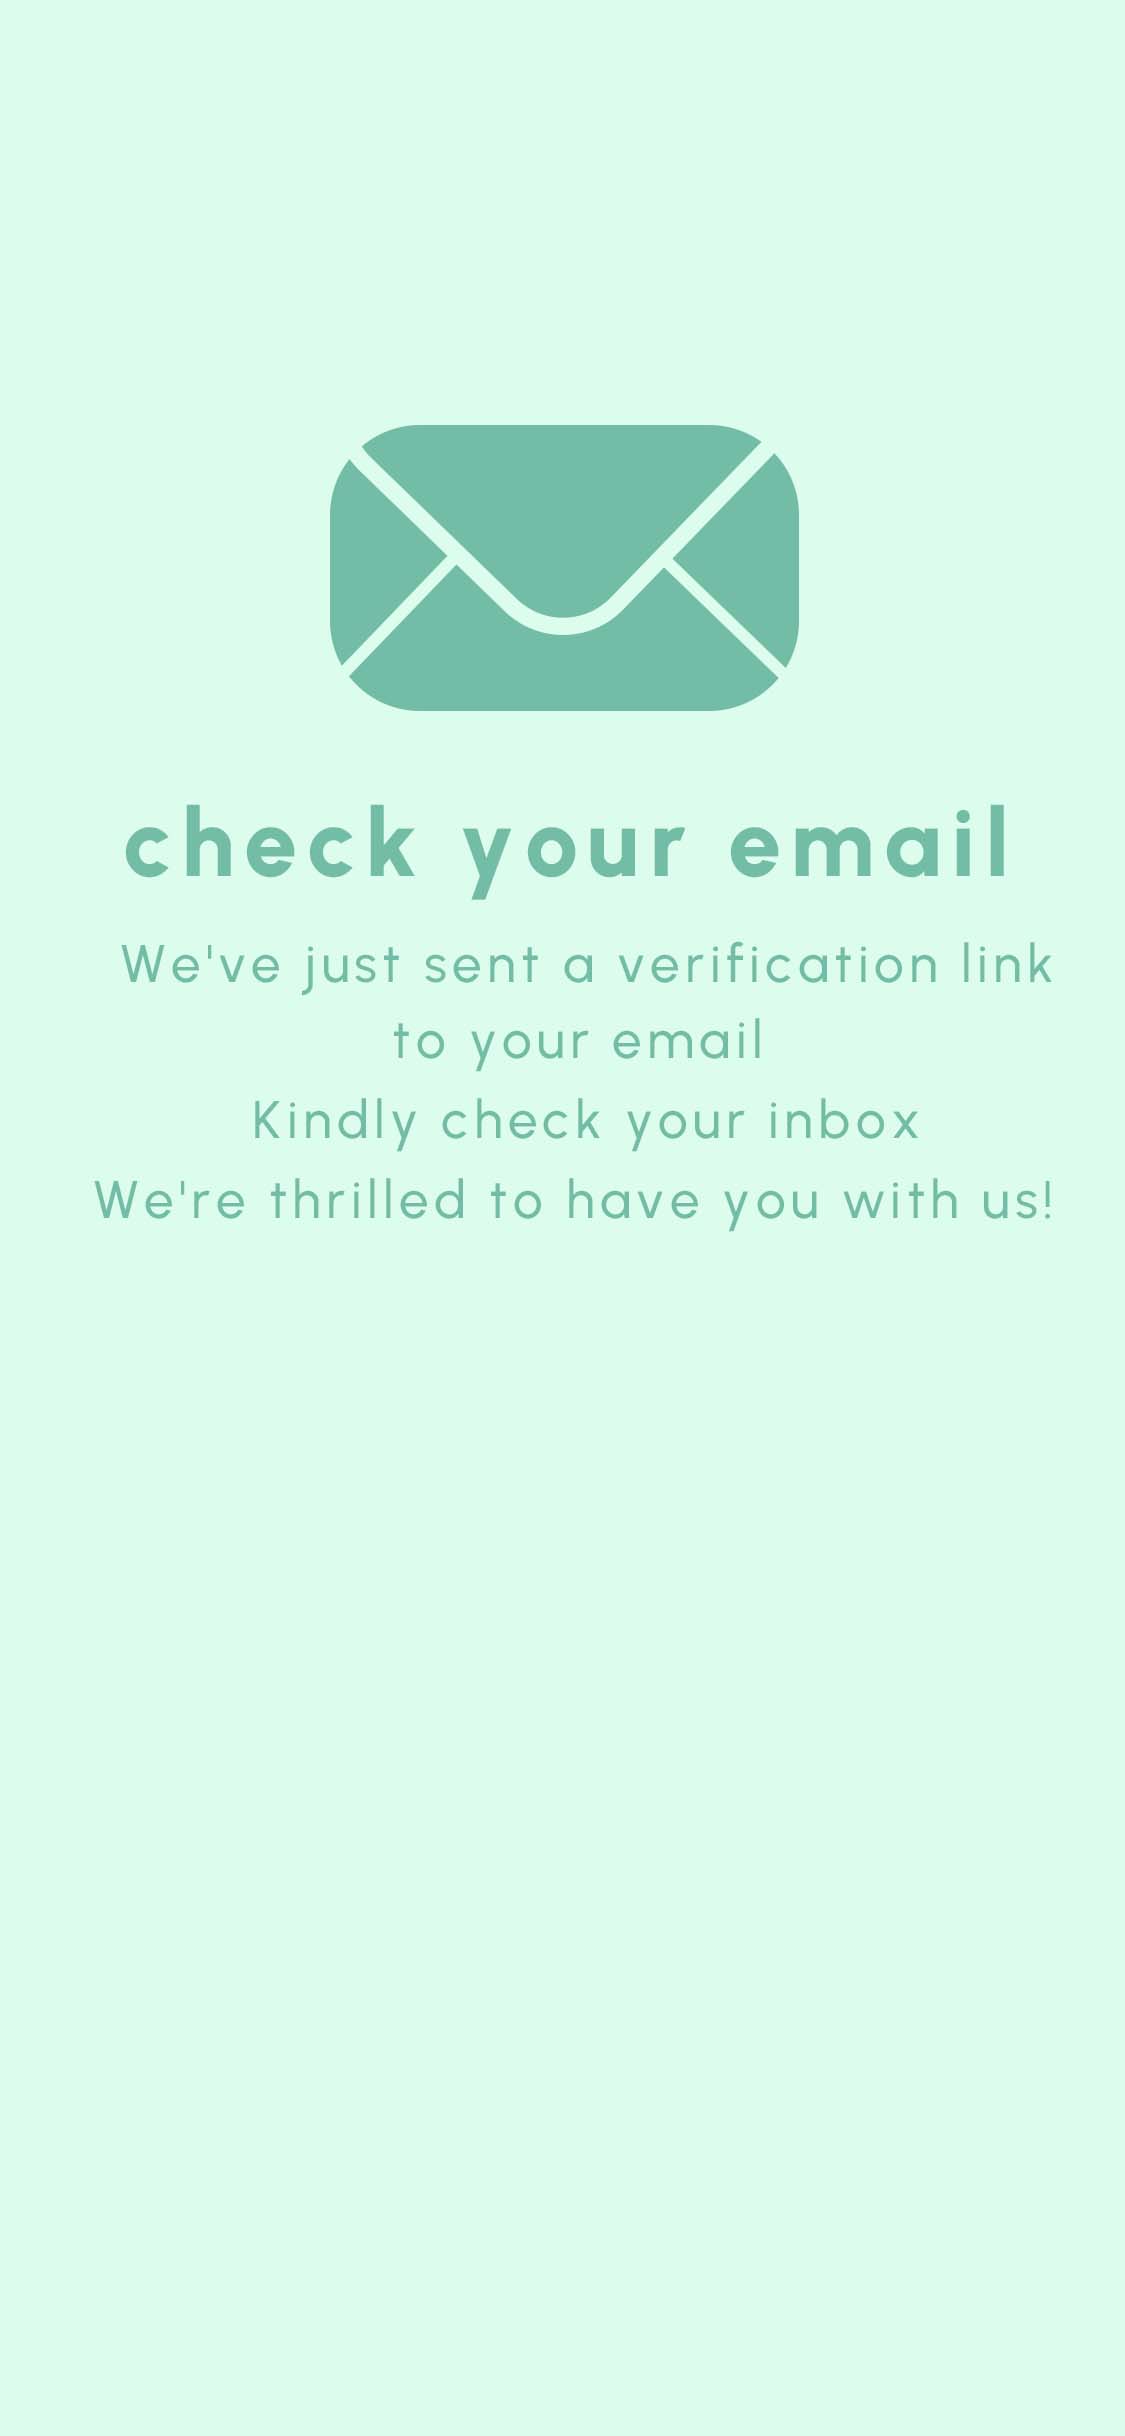 check your email
We've just sent a verification link
to your email
Kindly check your inbox
We're thrilled to have you with us!